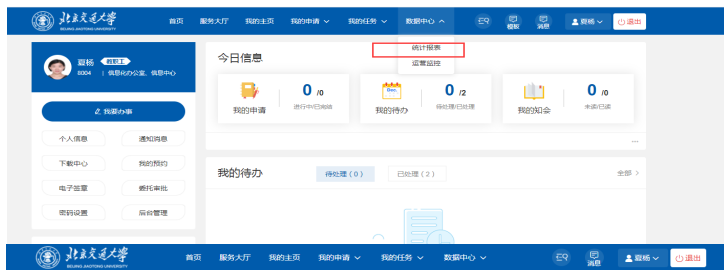 北京交通大学 首页 服务大厅 我的主页 我的申请 我的任务 数据中心 模板 消息 夏杨 退出
BEIJING JIAOTONG UNIVERSITY
统计报表
运营监控
夏杨 教职工
8004 | 信息化办公室, 信息中心
我要办事
个人信息 通知消息
下载中心 我的预约
电子签章 委托审批
密码设置 后台管理
今日信息
我的申请 0 /0 进行中/已完结
我的待办 0 /2 待处理/已处理
我的知会 0 /0 未读/已读
我的待办 待处理 ( 0 ) 已处理 ( 2 ) 全部
北京交通大学 首页 服务大厅 我的主页 我的申请 我的任务 数据中心 消息 夏杨 退出
BEIJING JIAOTONG UNIVERSITY